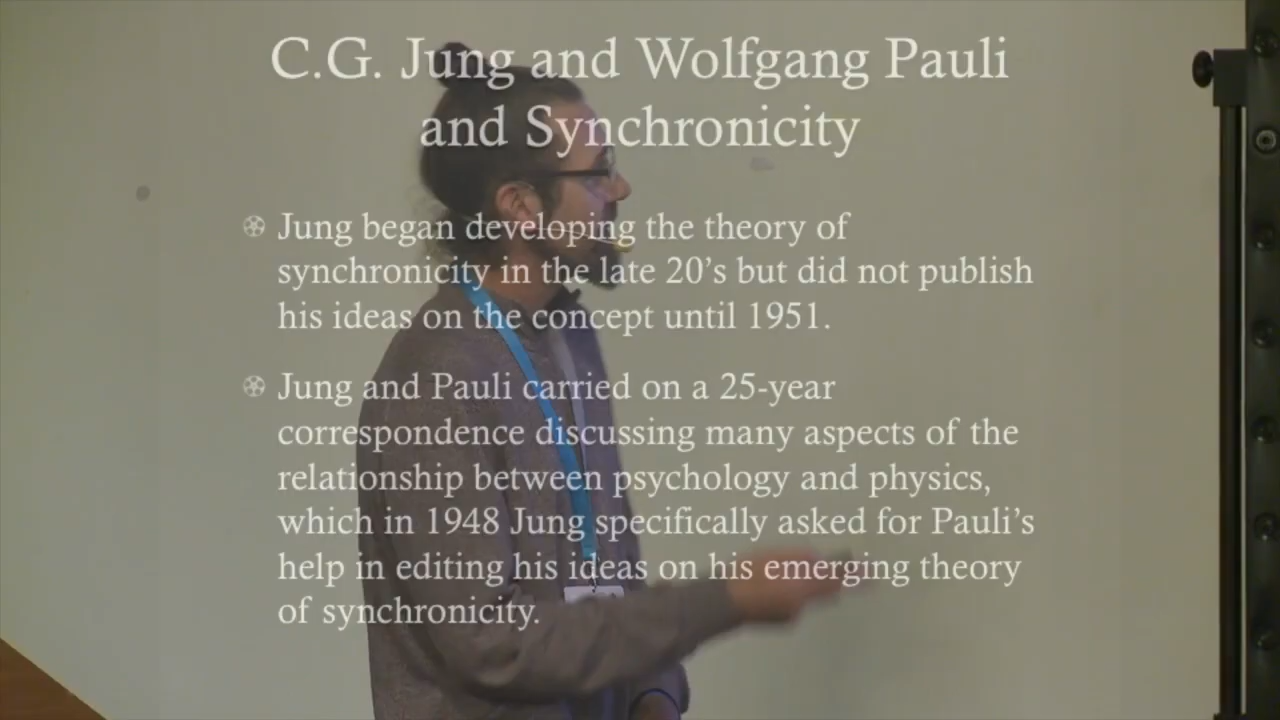 C.G. Jung and Wolfgang Pauli
and Synchronicity
Jung began developing the theory of
synchronicity in the late 20's but did not publish
his ideas on the concept until 1951.
Jung and Pauli carried on a 25-year
correspondence discussing many aspects of the
relationship between psychology and physics,
which in 1948 Jung specifically asked for Pauli's
help in editing his ideas on his emerging theory
of synchronicity.